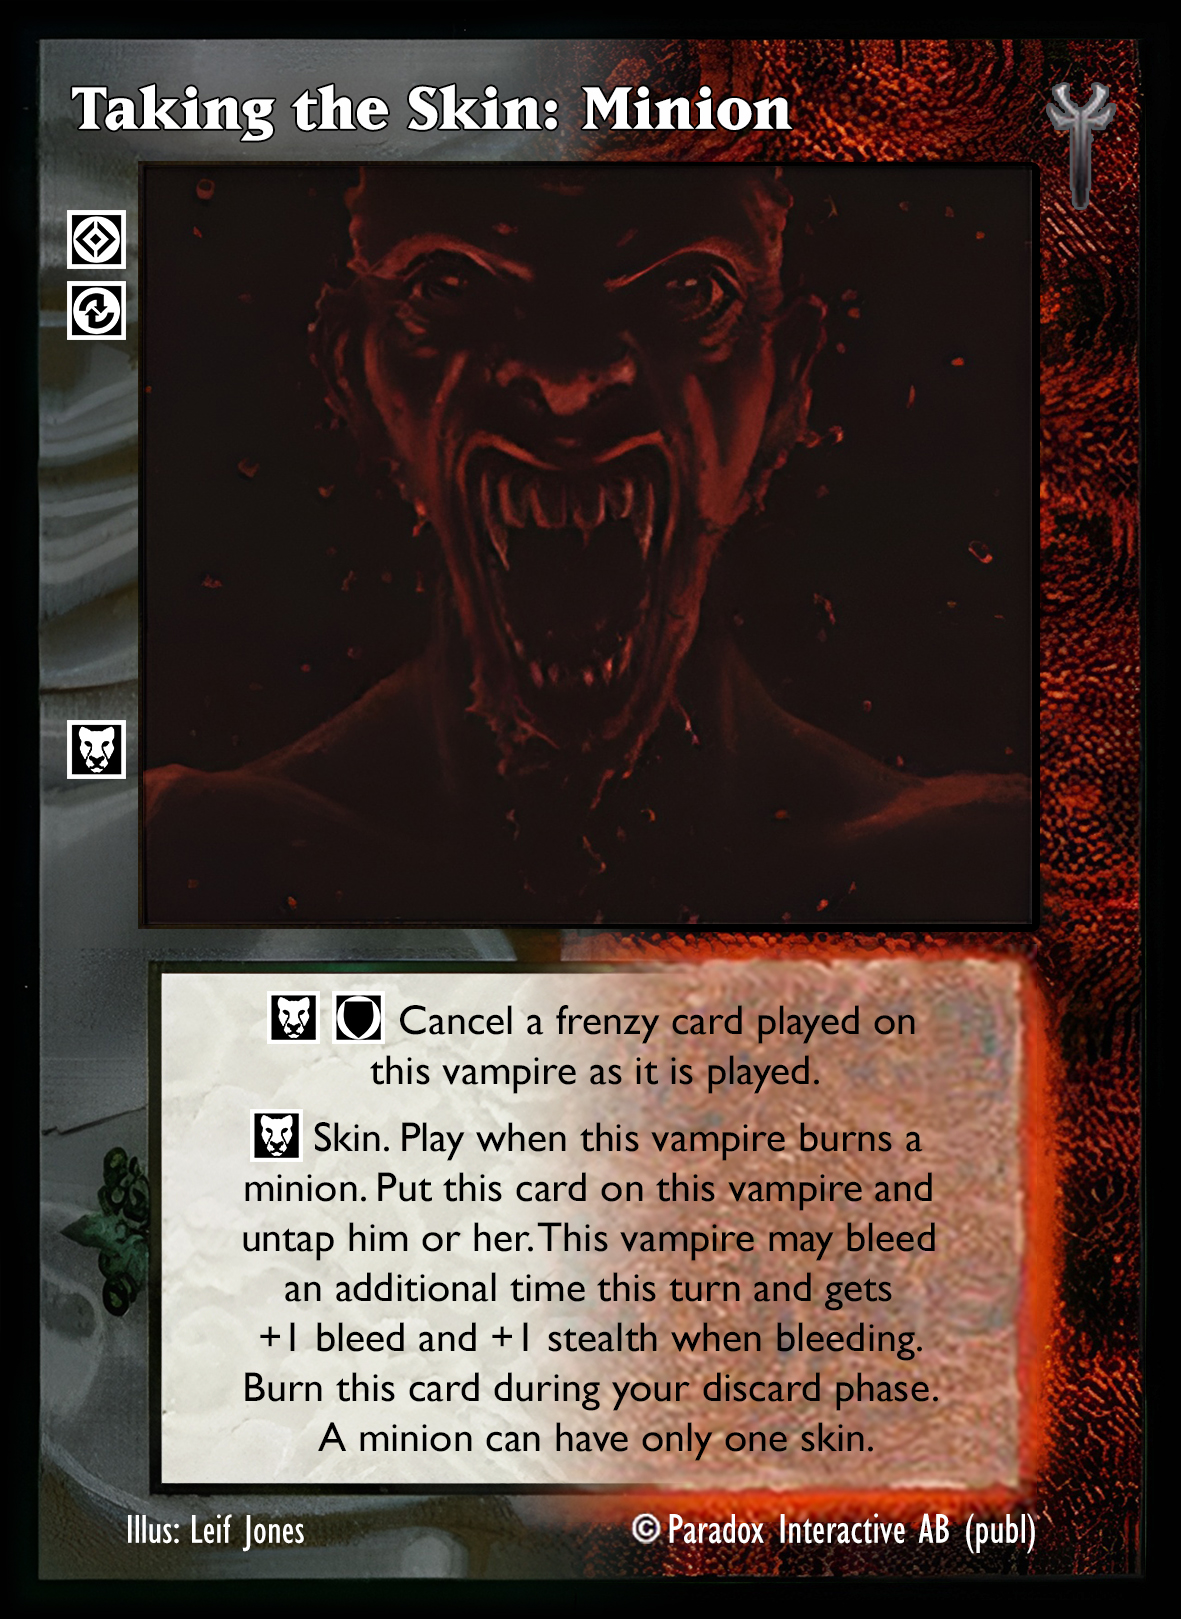 Taking the Skin: Minion
Cancel a frenzy card played on
this vampire as it is played.
Skin. Play when this vampire burns a
minion. Put this card on this vampire and
untap him or her. This vampire may bleed
an additional time this turn and gets
+1 bleed and +1 stealth when bleeding.
Burn this card during your discard phase.
A minion can have only one skin.
Illus: Leif Jones
© Paradox Interactive AB (publ)